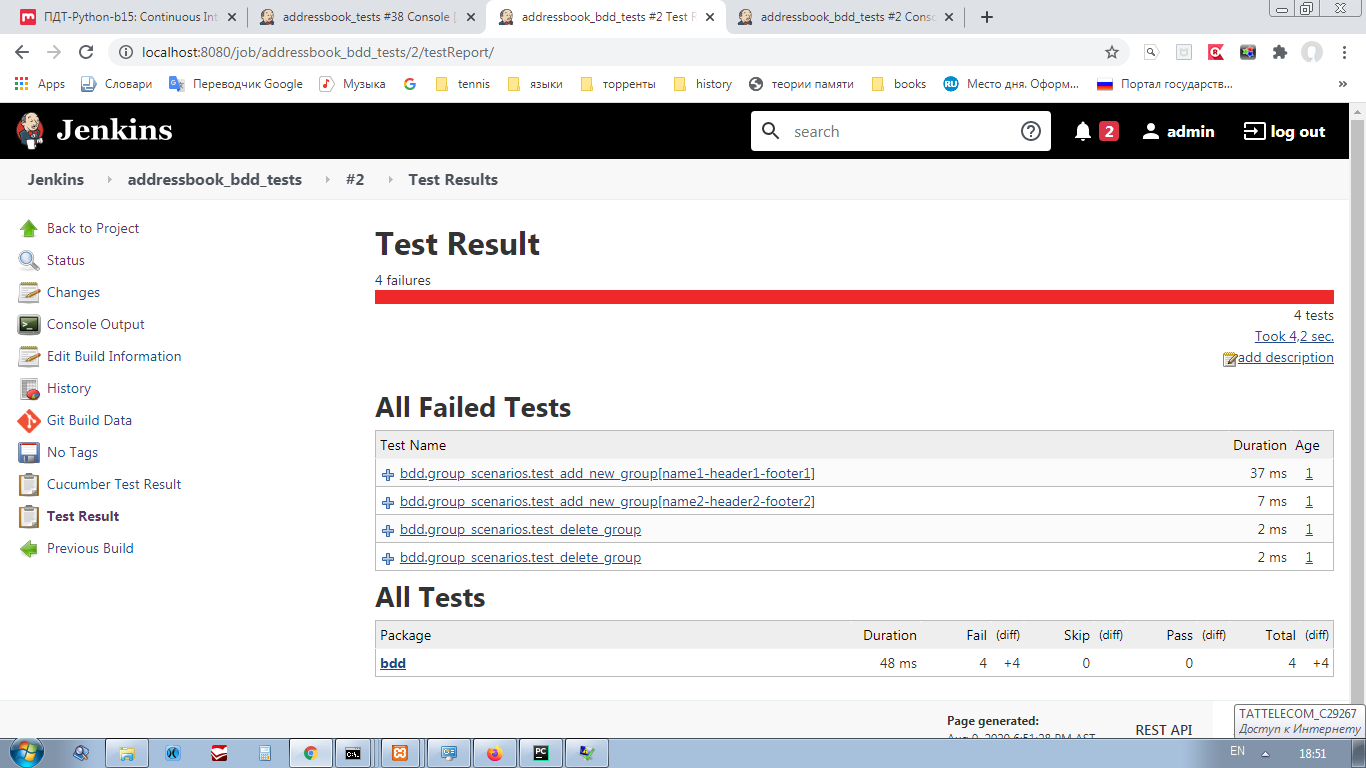 ПДТ-Python-b15: Continuous Int
addressbook_tests #38 Console [
addressbook_bdd_tests #2 Test R
addressbook_bdd_tests #2 Conso
localhost:8080/job/addressbook_bdd_tests/2/testReport/
Apps
Словари
Переводчик Google
Музыка
tennis
языки
торренты
history
теории памяти
books
Место дня. Оформ...
Портал государств...
Jenkins
search
2
admin
log out
Jenkins
addressbook_bdd_tests
#2
Test Results
Back to Project
Status
Changes
Console Output
Edit Build Information
History
Git Build Data
No Tags
Cucumber Test Result
Test Result
Previous Build
Test Result
4 failures
4 tests
Took 4,2 sec.
add description
All Failed Tests
Test Name Duration Age
bdd.group_scenarios.test_add_new_group[name1-header1-footer1] 37 ms 1
bdd.group_scenarios.test_add_new_group[name2-header2-footer2] 7 ms 1
bdd.group_scenarios.test_delete_group 2 ms 1
bdd.group_scenarios.test_delete_group 2 ms 1
All Tests
Package Duration Fail (diff) Skip (diff) Pass (diff) Total (diff)
bdd 48 ms 4 +4 0 0 4 +4
Page generated:
REST API
TATTELECOM_C29267
Доступ к Интернету
EN
18:51